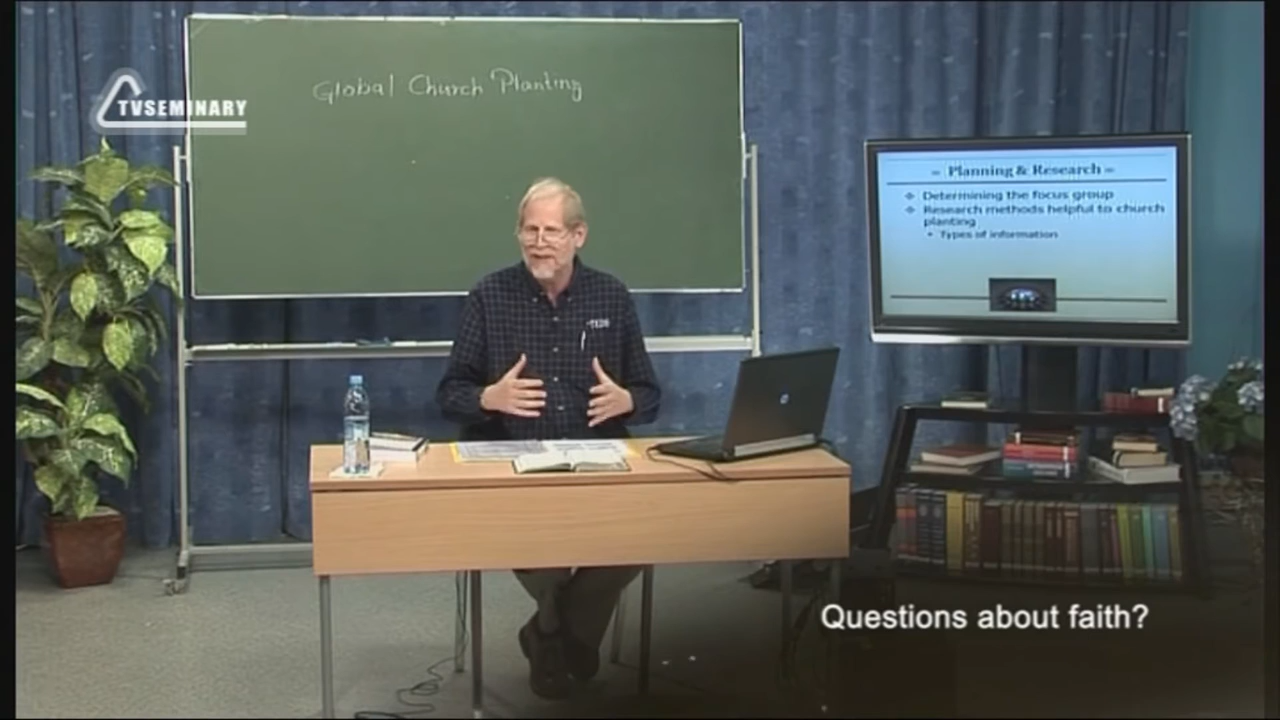 Global Church Planting
TVSEMINARY
Planning & Research
Determining the focus group
Research methods helpful to church
planting
Types of information
TEDS
Questions about faith?